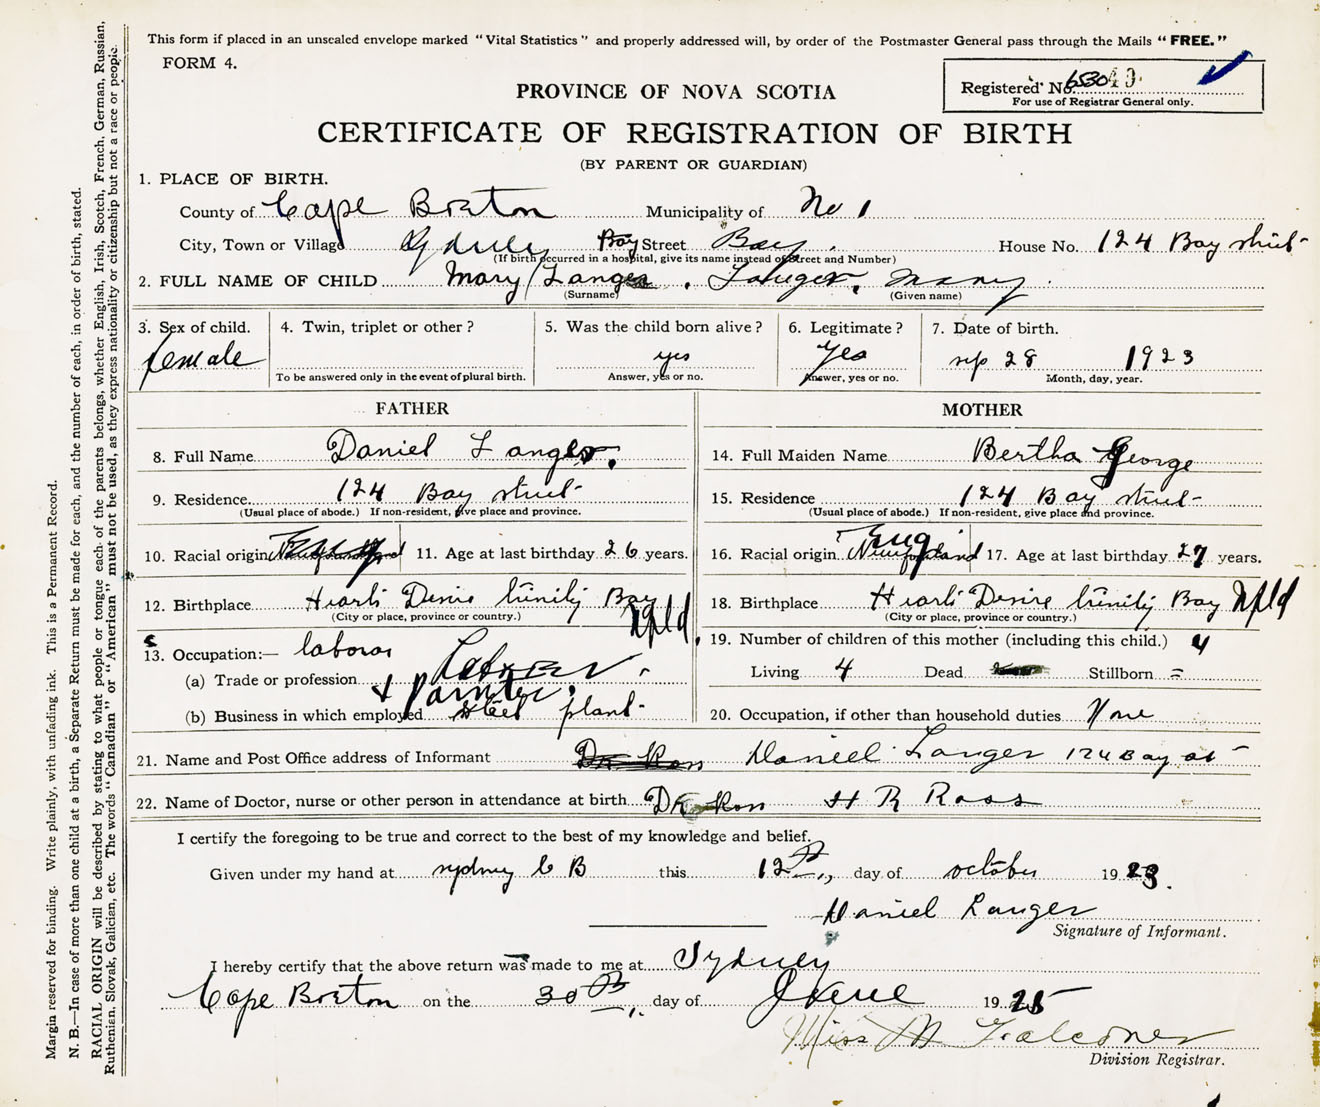 This form if placed in an unsealed envelope marked "Vital Statistics" and properly addressed will, by order of the Postmaster General pass through the Mails "FREE."
FORM 4.
Registered No. 65304
For use of Registrar General only.
PROVINCE OF NOVA SCOTIA
CERTIFICATE OF REGISTRATION OF BIRTH
(BY PARENT OR GUARDIAN)
1. PLACE OF BIRTH.
County of Cape Breton Municipality of No 1
City, Town or Village Sydney Bay Street Bay. House No. 124 Bay street
(If birth occurred in a hospital, give its name instead of Street and Number)
2. FULL NAME OF CHILD Mary Langer. Langer, Mary
(Surname) (Given name)
3. Sex of child. 4. Twin, triplet or other? 5. Was the child born alive? 6. Legitimate? 7. Date of birth.
female yes yes sep 28 1923
To be answered only in the event of plural birth. Answer, yes or no. Answer, yes or no. Month, day, year.
FATHER MOTHER
8. Full Name Daniel Langer. 14. Full Maiden Name Bertha George
9. Residence 124 Bay street 15. Residence 124 Bay street
(Usual place of abode.) If non-resident, give place and province. (Usual place of abode.) If non-resident, give place and province.
10. Racial origin 11. Age at last birthday 26 years. 16. Racial origin Eng Newfoundland 17. Age at last birthday 27 years.
12. Birthplace Hearts Desire trinity Bay Nfld, 18. Birthplace Hearts Desire trinity Bay Nfld
(City or place, province or country.) (City or place, province or country.)
13. Occupation:— laborer 19. Number of children of this mother (including this child.) 4
(a) Trade or profession Laborer & Painter. Living 4 Dead Stillborn =
(b) Business in which employed steel plant 20. Occupation, if other than household duties None
21. Name and Post Office address of Informant Dr Ross Daniel Langer 124 Bay st
22. Name of Doctor, nurse or other person in attendance at birth Dr Ross H R Ross
I certify the foregoing to be true and correct to the best of my knowledge and belief.
Given under my hand at sydney C B this 12th day of october 1923.
Daniel Langer
Signature of Informant.
I hereby certify that the above return was made to me at Sydney
Cape Breton on the 30th day of June 1925
Miss M Falconer
Division Registrar.
Margin reserved for binding. Write plainly, with unfading ink. This is a Permanent Record.
N. B.—In case of more than one child at a birth, a Separate Return must be made for each, and the number of each, in order of birth, stated.
RACIAL ORIGIN will be described by stating to what people or tongue each of the parents belongs, whether English, Irish, Scotch, French, German, Russian,
Ruthenian, Slovak, Galician, etc. The words "Canadian" or "American" must not be used, as they express nationality or citizenship but not a race or people.